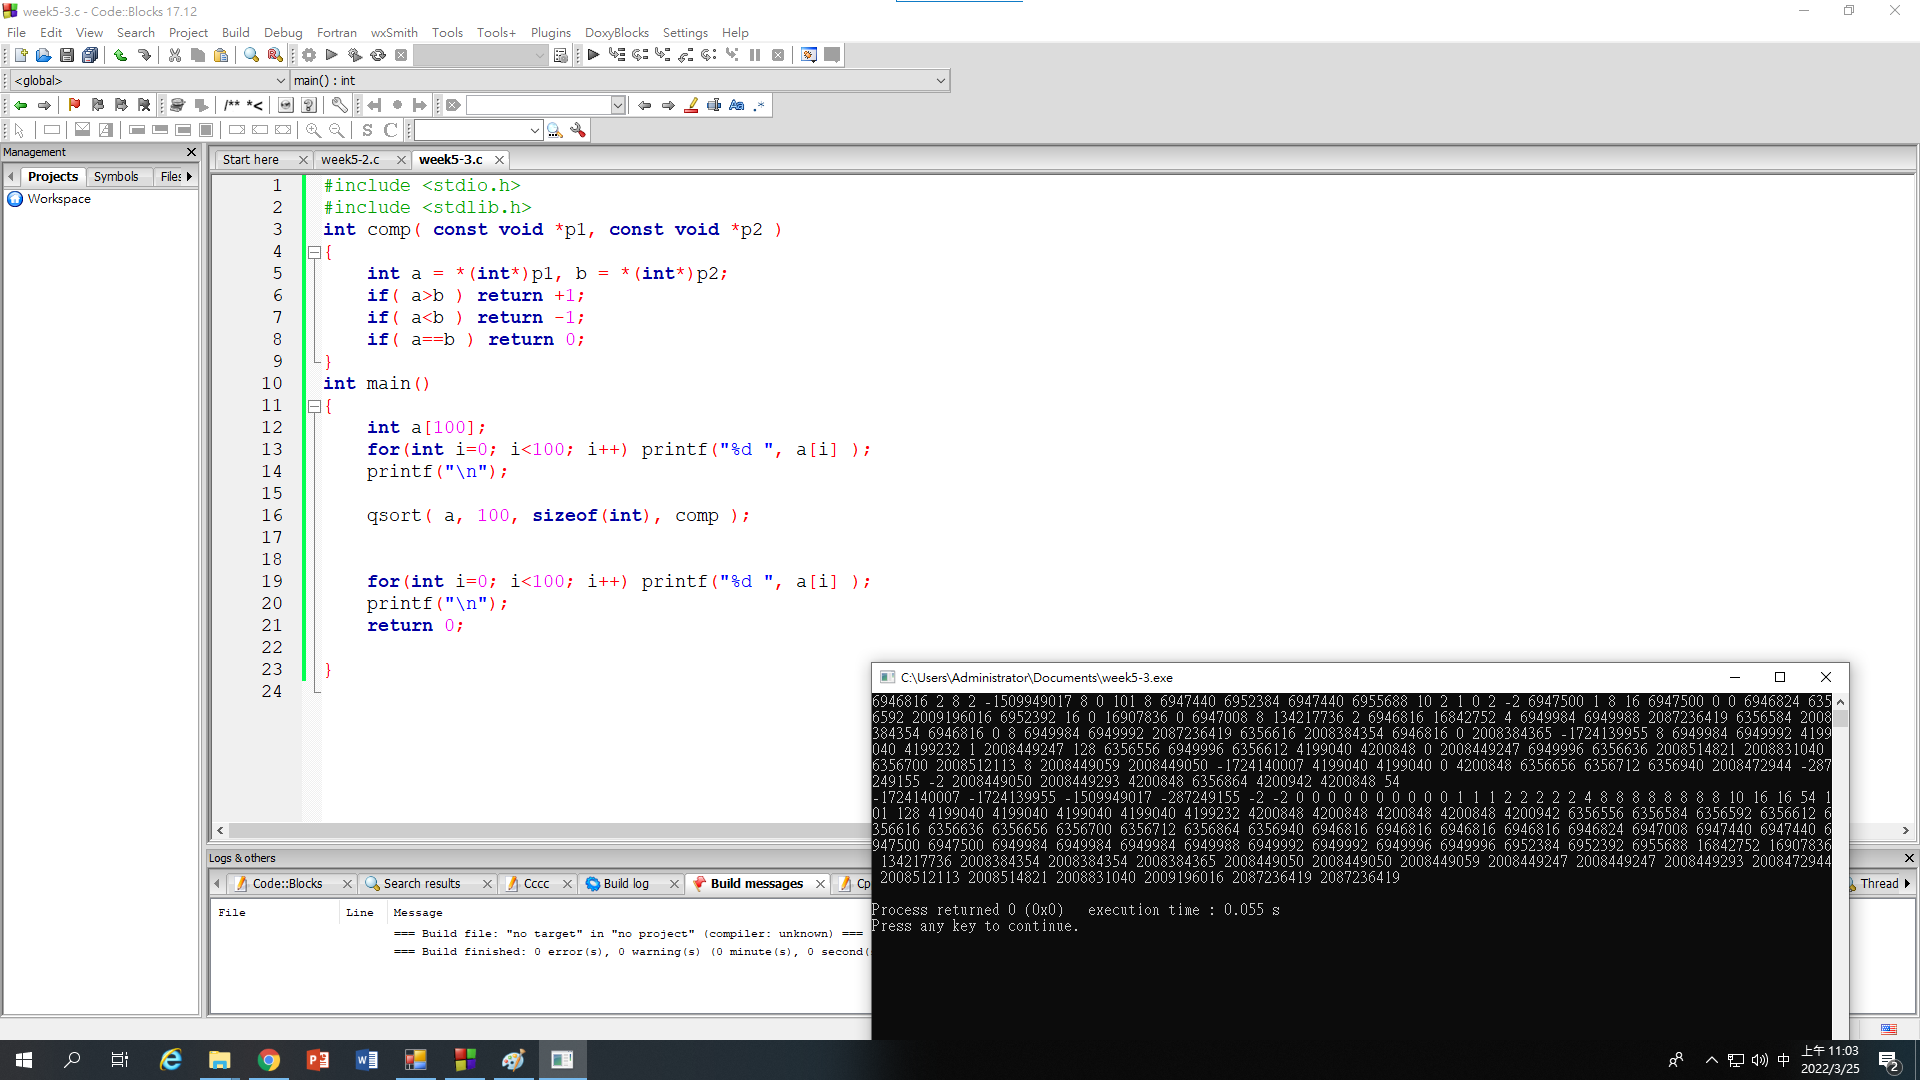 week5-3.c - Code::Blocks 17.12
File Edit View Search Project Build Debug Fortran wxSmith Tools Tools+ Plugins DoxyBlocks Settings Help
<global> main() : int
/** *<
S C
Management
Projects Symbols Files
Workspace
Start here week5-2.c week5-3.c
1 #include <stdio.h>
2 #include <stdlib.h>
3 int comp( const void *p1, const void *p2 )
4 {
5 int a = *(int*)p1, b = *(int*)p2;
6 if( a>b ) return +1;
7 if( a<b ) return -1;
8 if( a==b ) return 0;
9 }
10 int main()
11 {
12 int a[100];
13 for(int i=0; i<100; i++) printf("%d ", a[i] );
14 printf("\n");
15
16 qsort( a, 100, sizeof(int), comp );
17
18
19 for(int i=0; i<100; i++) printf("%d ", a[i] );
20 printf("\n");
21 return 0;
22
23 }
24
C:\Users\Administrator\Documents\week5-3.exe
6946816 2 8 2 -1509949017 8 0 101 8 6947440 6952384 6947440 6955688 10 2 1 0 2 -2 6947500 1 8 16 6947500 0 0 6946824 635
6592 2009196016 6952392 16 0 16907836 0 6947008 8 134217736 2 6946816 16842752 4 6949984 6949988 2087236419 6356584 2008
384354 6946816 0 8 6949984 6949992 2087236419 6356616 2008384354 6946816 0 2008384365 -1724139955 8 6949984 6949992 4199
040 4199232 1 2008449247 128 6356556 6949996 6356612 4199040 4200848 0 2008449247 6949996 6356636 2008514821 2008831040
6356700 2008512113 8 2008449059 2008449050 -1724140007 4199040 4199040 0 4200848 6356656 6356712 6356940 2008472944 -287
249155 -2 2008449050 2008449293 4200848 6356864 4200942 4200848 54
-1724140007 -1724139955 -1509949017 -287249155 -2 -2 0 0 0 0 0 0 0 0 0 0 1 1 1 2 2 2 2 2 4 8 8 8 8 8 8 8 8 10 16 16 54 1
01 128 4199040 4199040 4199040 4199040 4199232 4200848 4200848 4200848 4200848 4200942 6356556 6356584 6356592 6356612 6
356616 6356636 6356656 6356700 6356712 6356864 6356940 6946816 6946816 6946816 6946816 6946824 6947008 6947440 6947440 6
947500 6947500 6949984 6949984 6949984 6949988 6949992 6949992 6949996 6949996 6952384 6952392 6955688 16842752 16907836
134217736 2008384354 2008384354 2008384365 2008449050 2008449050 2008449059 2008449247 2008449247 2008449293 2008472944
2008512113 2008514821 2008831040 2009196016 2087236419 2087236419
Process returned 0 (0x0) execution time : 0.055 s
Press any key to continue.
Logs & others
Code::Blocks Search results Cccc Build log Build messages Cp Thread
File Line Message
=== Build file: "no target" in "no project" (compiler: unknown) ===
=== Build finished: 0 error(s), 0 warning(s) (0 minute(s), 0 second(
中
上午 11:03
2022/3/25
2